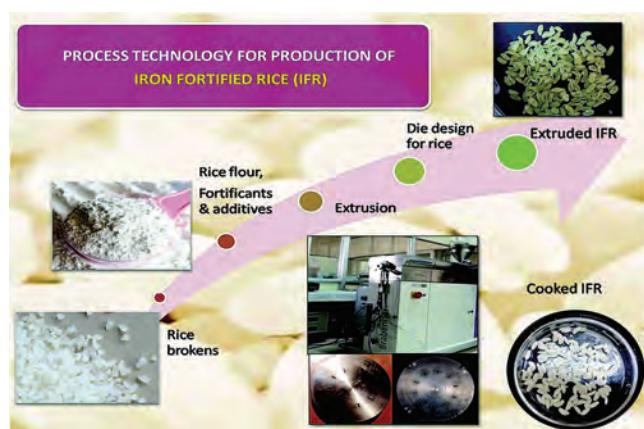 PROCESS TECHNOLOGY FOR PRODUCTION OF
IRON FORTIFIED RICE (IFR)
Die design
for rice
Extruded IFR
Rice flour,
Fortificants
& additives
Extrusion
Rice
brokens
Cooked IFR